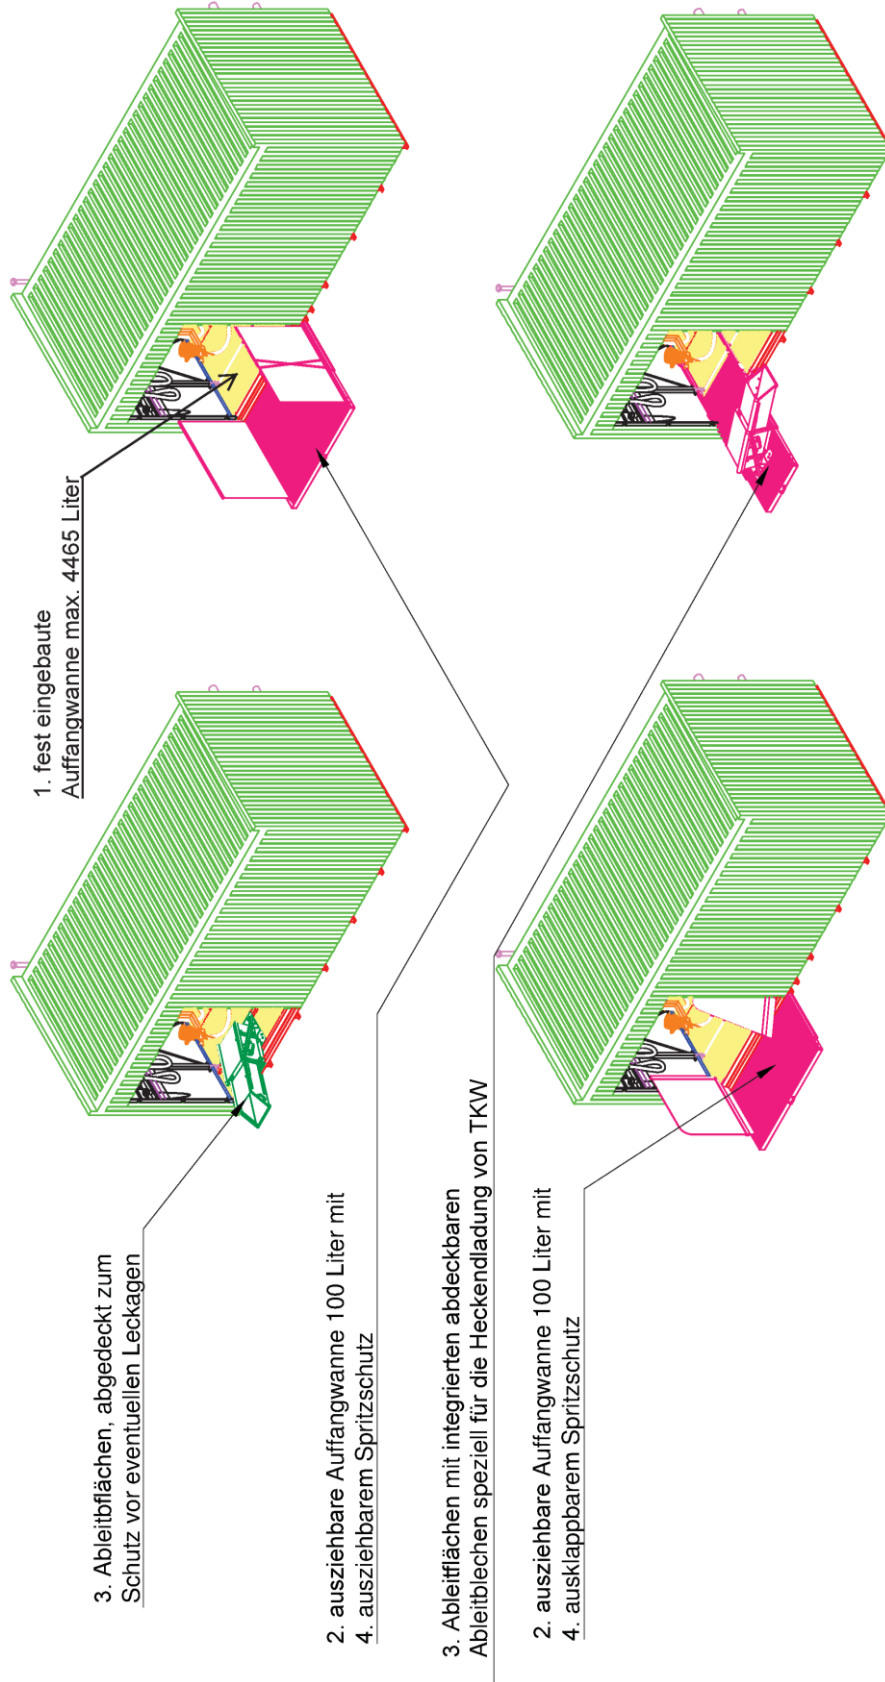 1. fest eingebaute
Auffangwanne max. 4465 Liter
3. Ableitbflächen, abgedeckt zum
Schutz vor eventuellen Leckagen
2. ausziehbare Auffangwanne 100 Liter mit
4. ausziehbarem Spritzschutz
3. Ableitflächen mit integrierten abdeckbaren
Ableitblechen speziell für die Heckendladung von TKW
2. ausziehbare Auffangwanne 100 Liter mit
4. ausklappbarem Spritzschutz